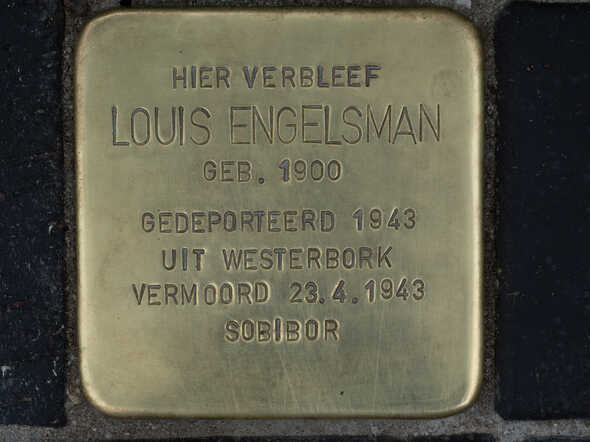 HIER VERBLEEF
LOUIS ENGELSMAN
GEB. 1900
GEDEPORTEERD 1943
UIT WESTERBORK
VERMOORD 23.4.1943
SOBIBOR